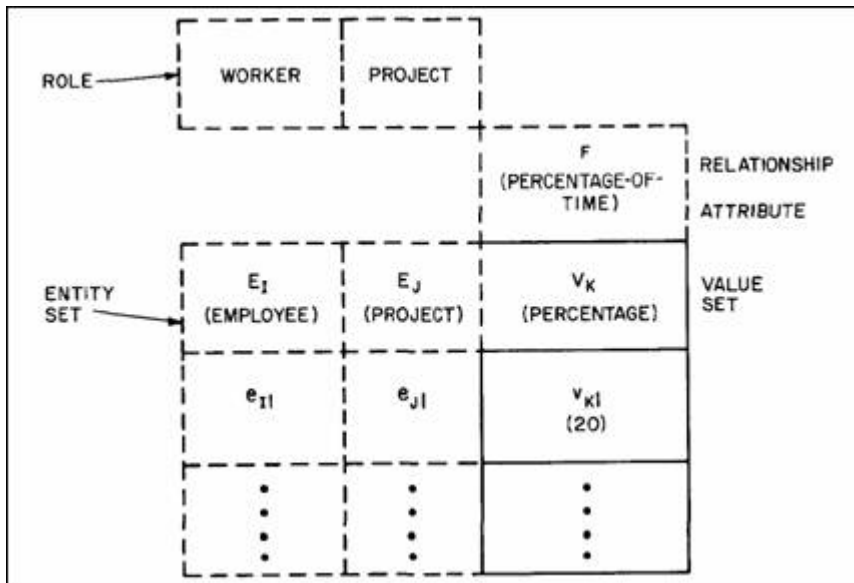 ROLE WORKER PROJECT
F RELATIONSHIP
(PERCENTAGE-OF-
TIME) ATTRIBUTE
ENTITY
SET
E_I E_J V_K VALUE
(EMPLOYEE) (PROJECT) (PERCENTAGE) SET
e_I1 e_J1 v_K1
(20)